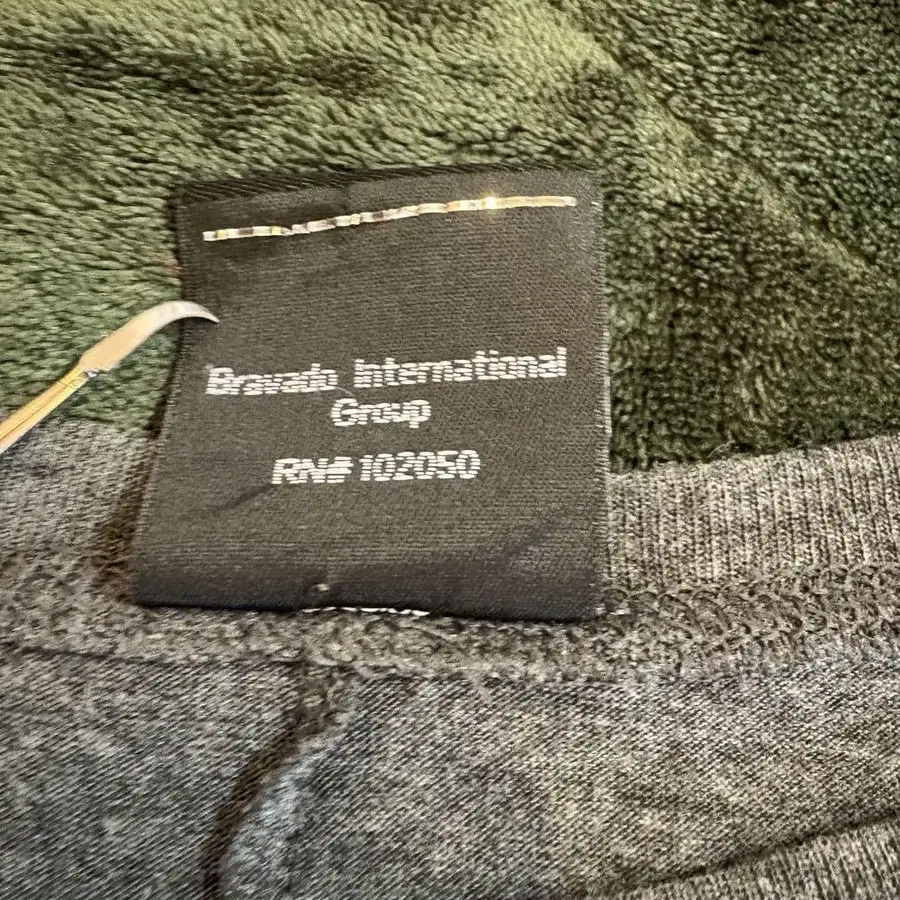 Bravado International
Group
RN# 102050